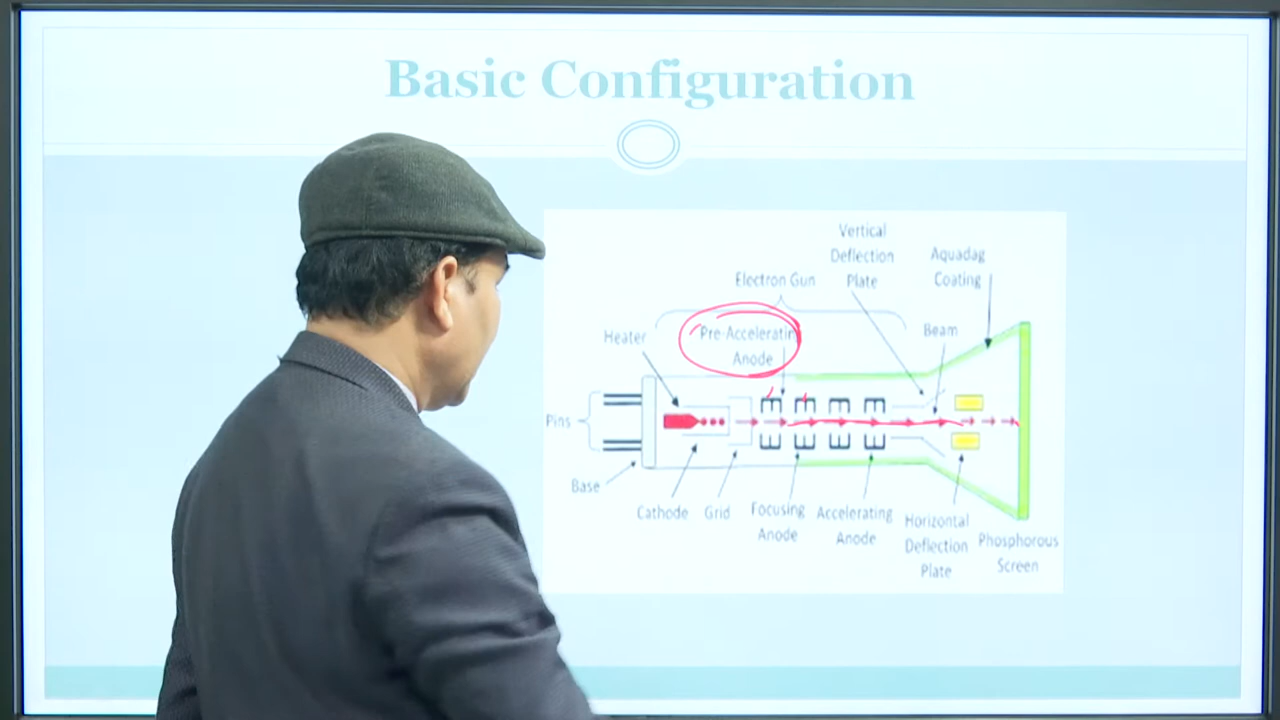 Basic Configuration
Vertical
Deflection
Plate
Aquadag
Coating
Electron Gun
Heater
Pre-Acceleratin
Anode
Beam
Pins
Base
Cathode
Grid
Focusing
Anode
Accelerating
Anode
Horizontal
Deflection
Plate
Phosphorous
Screen